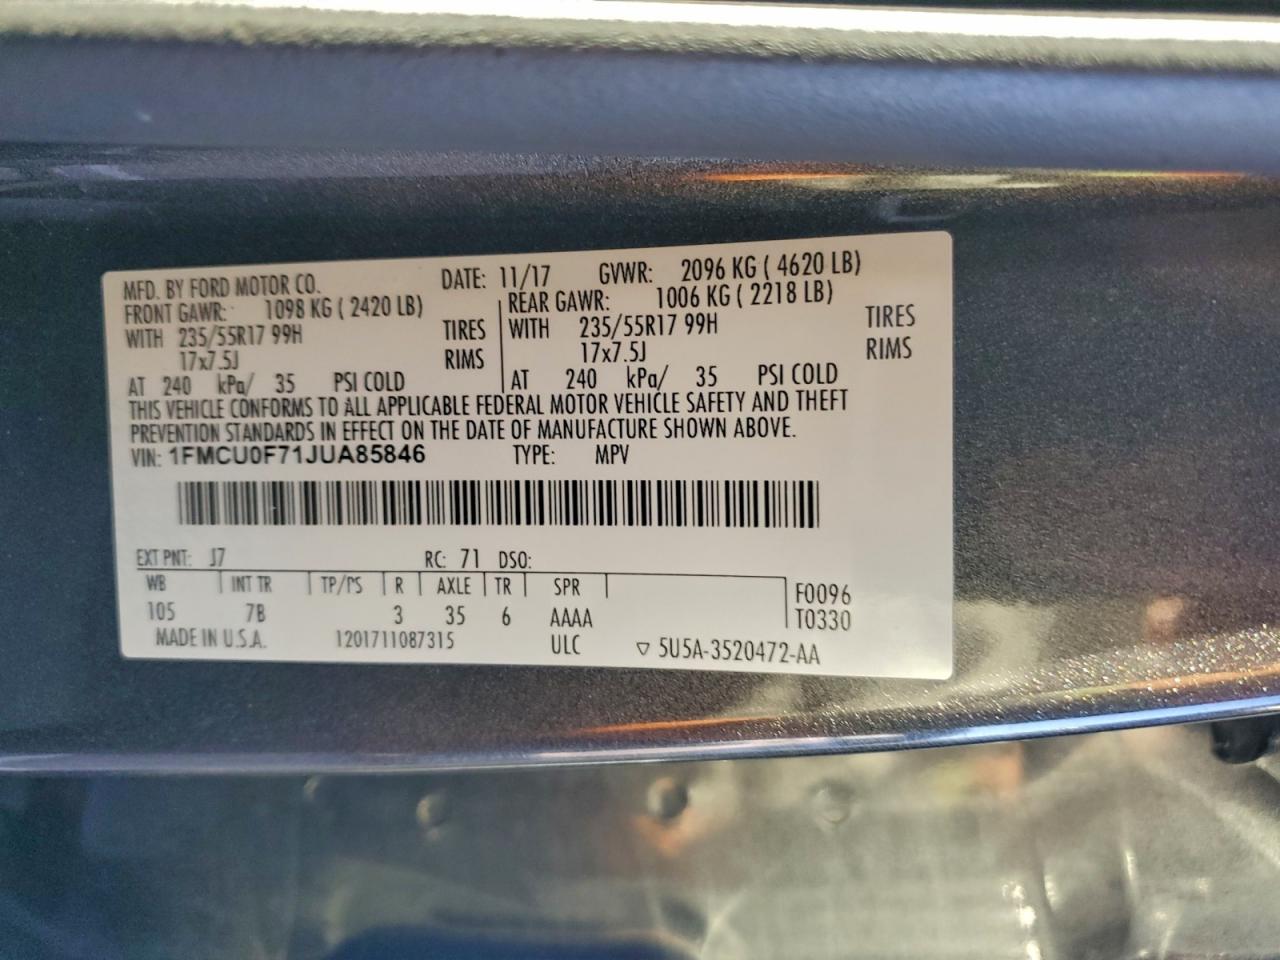 MFD. BY FORD MOTOR CO. DATE: 11/17 GVWR: 2096 KG ( 4620 LB)
FRONT GAWR: 1098 KG ( 2420 LB) REAR GAWR: 1006 KG ( 2218 LB)
WITH 235/55R17 99H TIRES WITH 235/55R17 99H TIRES
17x7.5J RIMS 17x7.5J RIMS
AT 240 kPa/ 35 PSI COLD AT 240 kPa/ 35 PSI COLD
THIS VEHICLE CONFORMS TO ALL APPLICABLE FEDERAL MOTOR VEHICLE SAFETY AND THEFT
PREVENTION STANDARDS IN EFFECT ON THE DATE OF MANUFACTURE SHOWN ABOVE.
VIN: 1FMCU0F71JUA85846 TYPE: MPV
EXT PNT: J7 RC: 71 DSO:
WB INT TR TP/PS R AXLE TR SPR F0096
105 7B 3 35 6 AAAA T0330
MADE IN U.S.A. 1201711087315 ULC ▽ 5U5A-3520472-AA